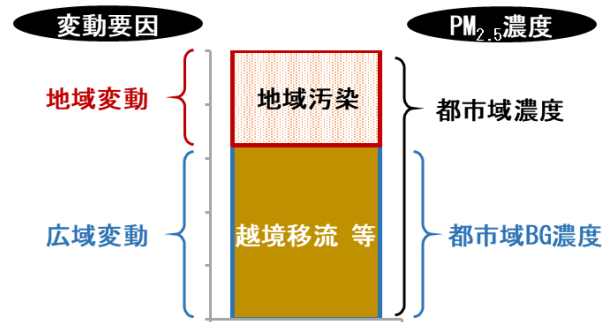 変動要因
PM2.5濃度
地域変動
地域汚染
都市域濃度
広域変動
越境移流 等
都市域BG濃度